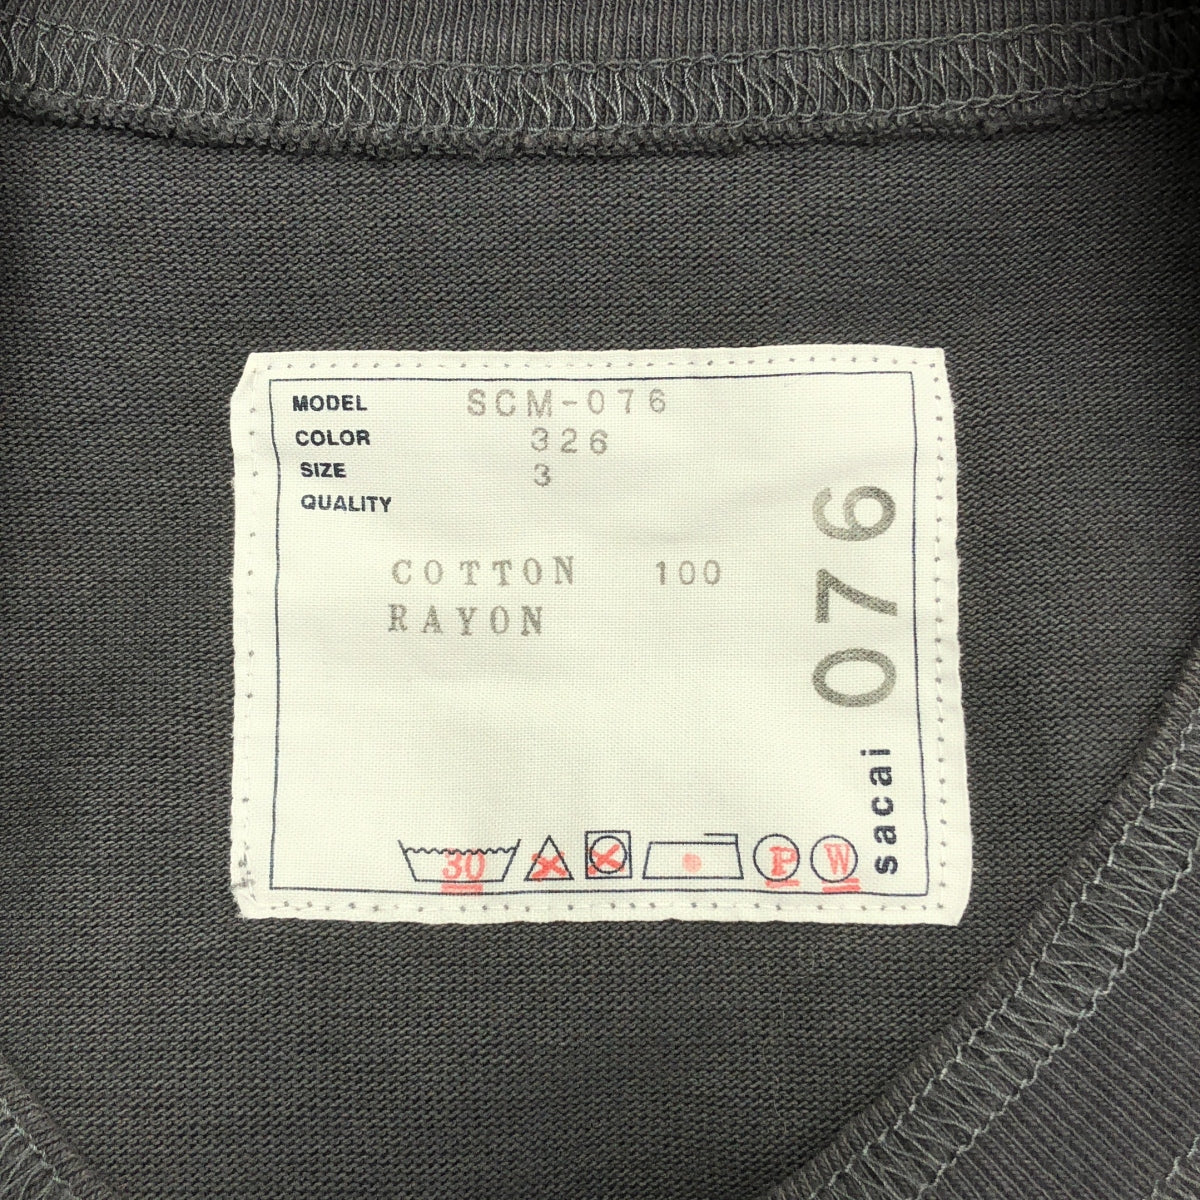 MODEL SCM-076
COLOR 326
SIZE 3
QUALITY
COTTON 100
RAYON
30 P W
sacai 076